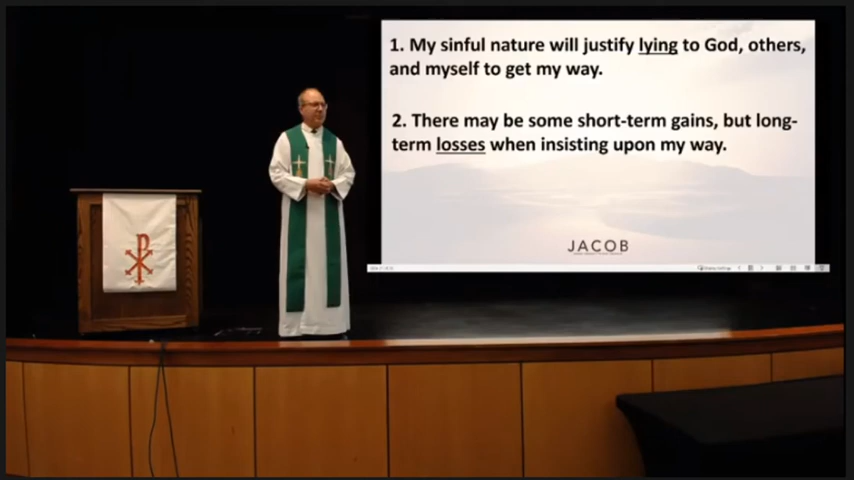 1. My sinful nature will justify lying to God, others,
and myself to get my way.
2. There may be some short-term gains, but long-
term losses when insisting upon my way.
JACOB